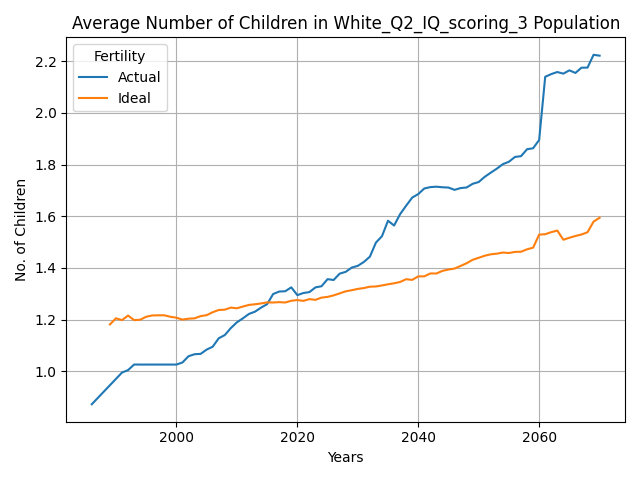 Average Number of Children in White_Q2_IQ_scoring_3 Population
Fertility
Actual
Ideal
No. of Children
2.2
2.0
1.8
1.6
1.4
1.2
1.0
2000
2020
2040
2060
Years